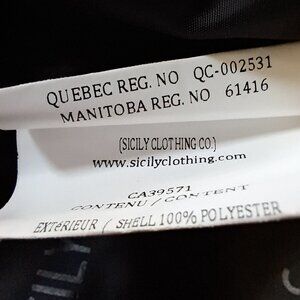 QUEBEC REG. NO QC-002531
MANITOBA REG. NO 61416
(SICILY CLOTHING CO.)
www.sicilyclothing.com
CA39571
CONTENU / CONTENT
EXTéRIEUR / SHELL 100% POLYESTER